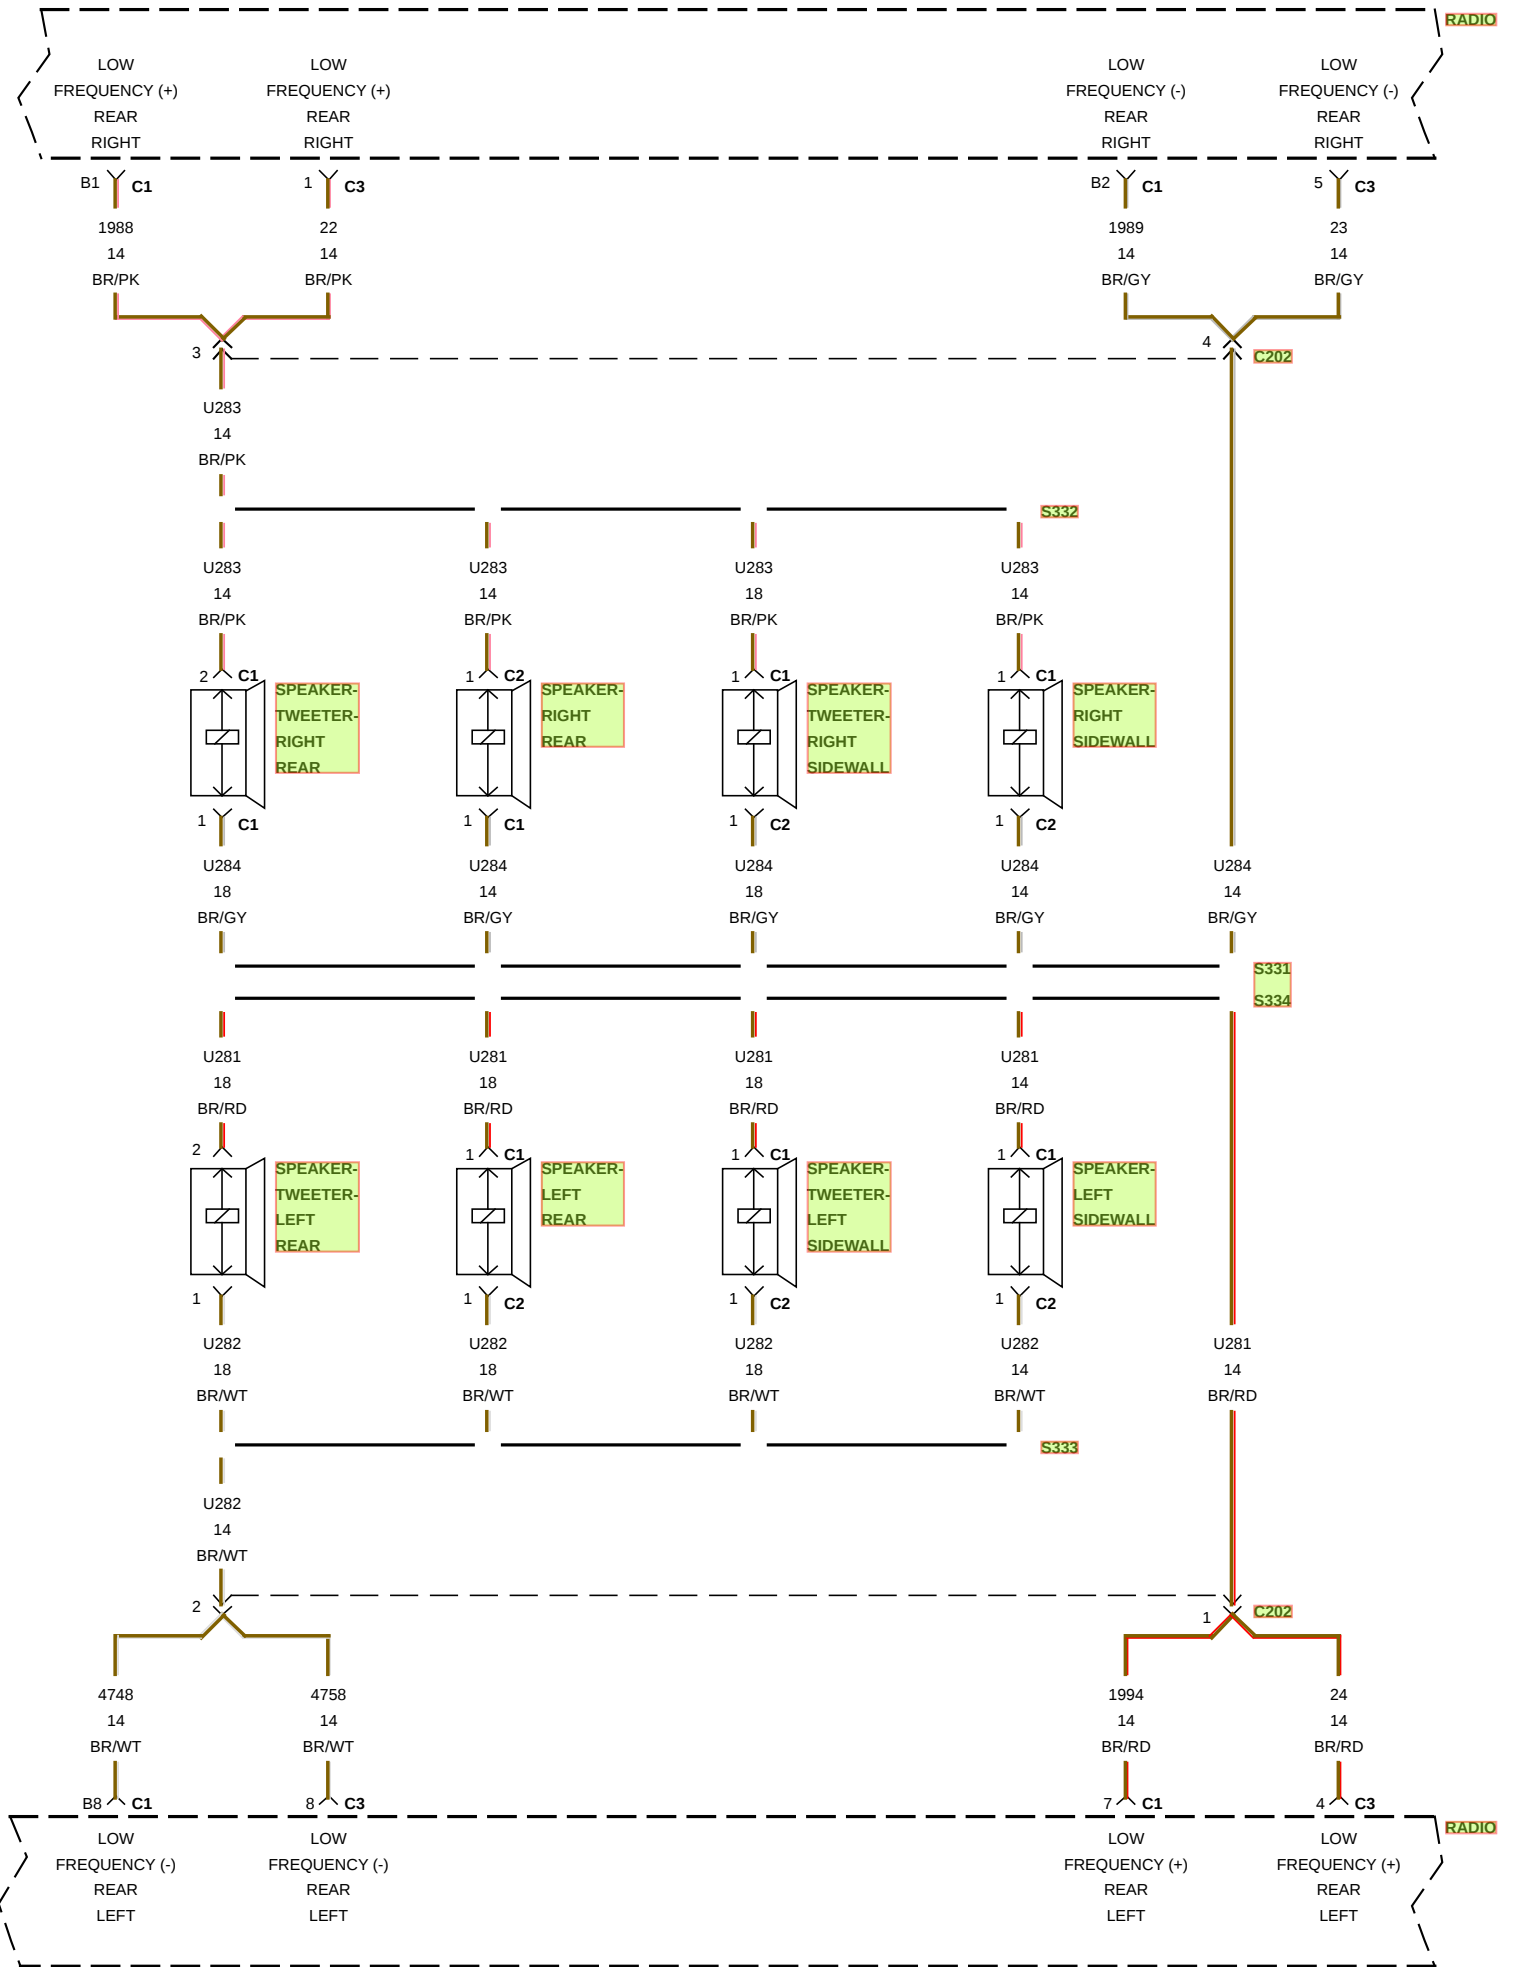 RADIO
LOW
FREQUENCY (+)
REAR
RIGHT
LOW
FREQUENCY (+)
REAR
RIGHT
LOW
FREQUENCY (-)
REAR
RIGHT
LOW
FREQUENCY (-)
REAR
RIGHT
B1 C1
1 C3
B2 C1
5 C3
1988
14
BR/PK
22
14
BR/PK
1989
14
BR/GY
23
14
BR/GY
3
4
C202
U283
14
BR/PK
S332
U283
14
BR/PK
U283
14
BR/PK
U283
18
BR/PK
U283
14
BR/PK
2 C1
SPEAKER-
TWEETER-
RIGHT
REAR
1 C2
SPEAKER-
RIGHT
REAR
1 C1
SPEAKER-
TWEETER-
RIGHT
SIDEWALL
1 C1
SPEAKER-
RIGHT
SIDEWALL
1 C1
1 C1
1 C2
1 C2
U284
18
BR/GY
U284
14
BR/GY
U284
18
BR/GY
U284
14
BR/GY
U284
14
BR/GY
S331
S334
U281
18
BR/RD
U281
18
BR/RD
U281
18
BR/RD
U281
14
BR/RD
2
SPEAKER-
TWEETER-
LEFT
REAR
1 C1
SPEAKER-
LEFT
REAR
1 C1
SPEAKER-
TWEETER-
LEFT
SIDEWALL
1 C1
SPEAKER-
LEFT
SIDEWALL
1
1 C2
1 C2
1 C2
U282
18
BR/WT
U282
18
BR/WT
U282
18
BR/WT
U282
14
BR/WT
U281
14
BR/RD
S333
U282
14
BR/WT
2
1
C202
4748
14
BR/WT
4758
14
BR/WT
1994
14
BR/RD
24
14
BR/RD
B8 C1
8 C3
7 C1
4 C3
RADIO
LOW
FREQUENCY (-)
REAR
LEFT
LOW
FREQUENCY (-)
REAR
LEFT
LOW
FREQUENCY (+)
REAR
LEFT
LOW
FREQUENCY (+)
REAR
LEFT